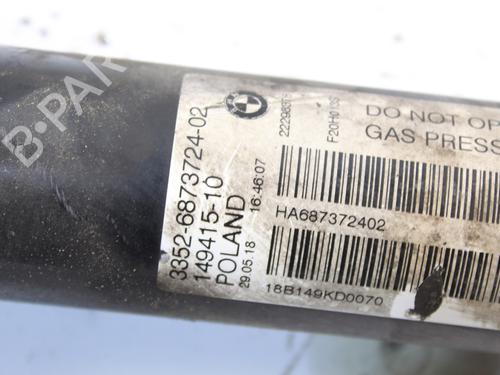 3352-6873724-02
149415-10
POLAND
29.05.18 16:46:07
F20H0
DO NOT OP
GAS PRESS
HA687372402
18B149KD0070
B-PAR